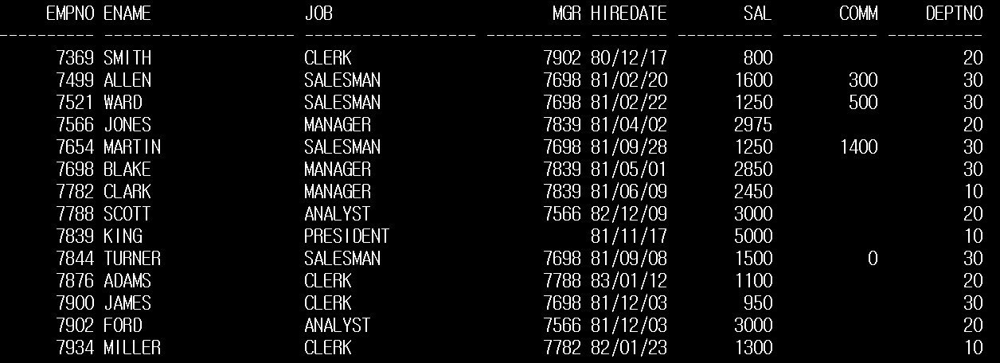 EMPNO ENAME JOB MGR HIREDATE SAL COMM DEPTNO
---------- -------------------- ------------------ ---------- -------- ---------- ---------- ----------
7369 SMITH CLERK 7902 80/12/17 800 20
7499 ALLEN SALESMAN 7698 81/02/20 1600 300 30
7521 WARD SALESMAN 7698 81/02/22 1250 500 30
7566 JONES MANAGER 7839 81/04/02 2975 20
7654 MARTIN SALESMAN 7698 81/09/28 1250 1400 30
7698 BLAKE MANAGER 7839 81/05/01 2850 30
7782 CLARK MANAGER 7839 81/06/09 2450 10
7788 SCOTT ANALYST 7566 82/12/09 3000 20
7839 KING PRESIDENT 81/11/17 5000 10
7844 TURNER SALESMAN 7698 81/09/08 1500 0 30
7876 ADAMS CLERK 7788 83/01/12 1100 20
7900 JAMES CLERK 7698 81/12/03 950 30
7902 FORD ANALYST 7566 81/12/03 3000 20
7934 MILLER CLERK 7782 82/01/23 1300 10